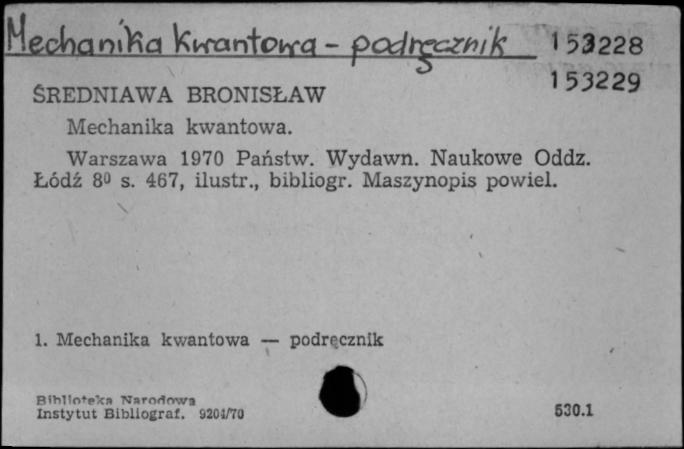 Mechanika kwantowa - podręcznik 153228
153229
ŚREDNIAWA BRONISŁAW
Mechanika kwantowa.
Warszawa 1970 Państw. Wydawn. Naukowe Oddz.
Łódź 8⁰ s. 467, ilustr., bibliogr. Maszynopis powiel.
1. Mechanika kwantowa — podręcznik
Biblioteka Narodowa
Instytut Bibliograf. 9204/70 530.1